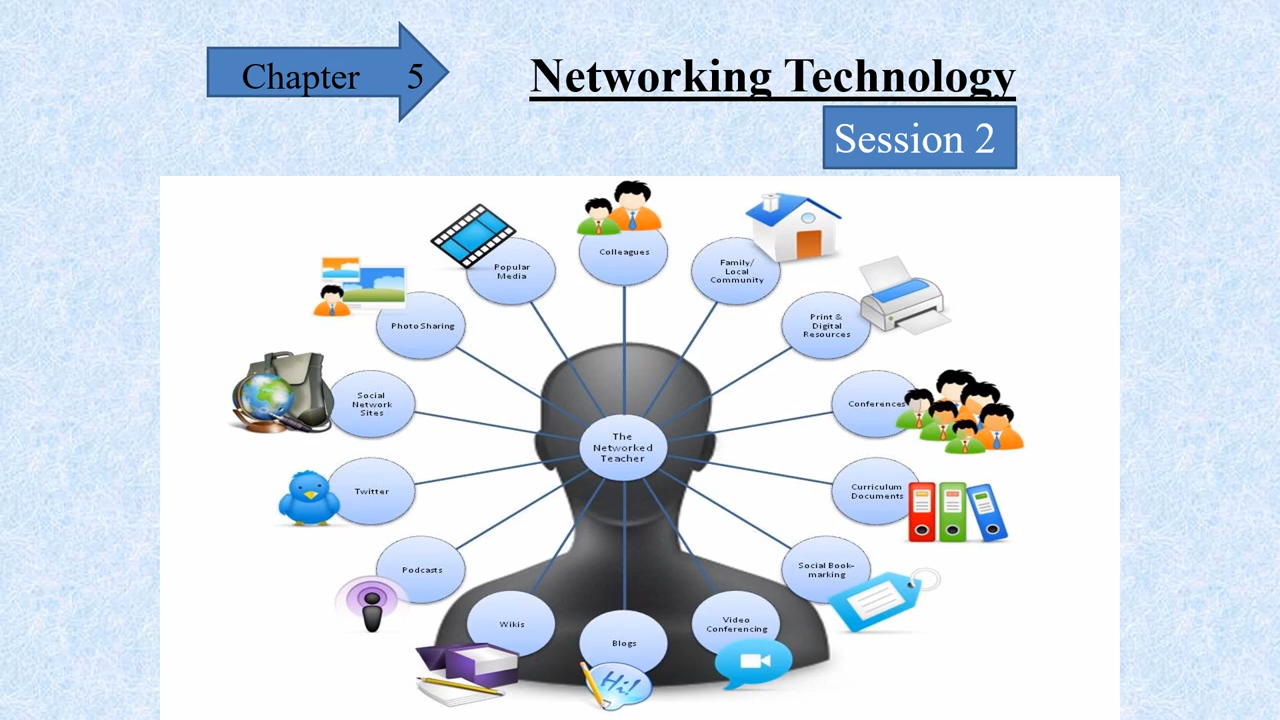 Chapter 5
Networking Technology
Session 2
Colleagues
Popular
Media
Family/
Local
Community
Photo Sharing
Print &
Digital
Resources
Social
Network
Sites
Conferences
The
Networked
Teacher
Twitter
Curriculum
Documents
Podcasts
Social Book-
marking
Wikis
Blogs
Video
Conferencing
Hi!